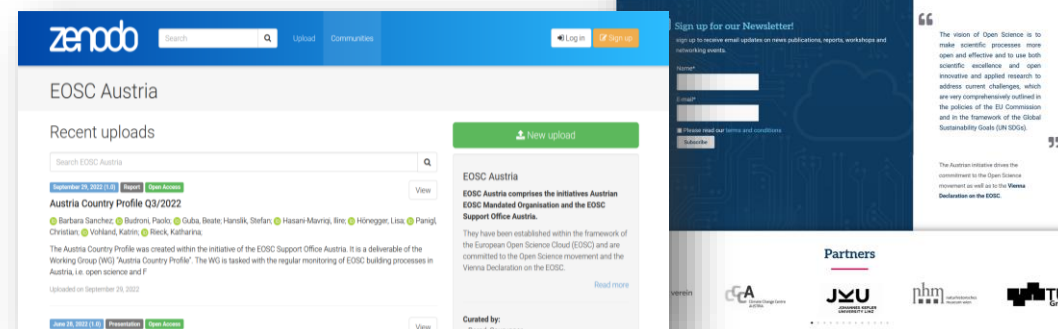 zenodo
Search
Upload
Communities
Log in
Sign up
EOSC Austria
Recent uploads
Search EOSC Austria
September 29, 2022 (1.0) Report Open Access
View
Austria Country Profile Q3/2022
Barbara Sanchez; Budroni, Paolo; Guba, Beate; Hanslik, Stefan; Hasani-Mavriqi, Ilire; Hönegger, Lisa; Panigl,
Christian; Vohland, Katrin; Rieck, Katharina;
The Austria Country Profile was created within the initiative of the EOSC Support Office Austria. It is a deliverable of the
Working Group (WG) "Austria Country Profile". The WG is tasked with the regular monitoring of EOSC building processes in
Austria, i.e. open science and F
Uploaded on September 29, 2022
June 28, 2022 (1.0) Presentation Open Access
View
New upload
EOSC Austria
EOSC Austria comprises the initiatives Austrian
EOSC Mandated Organisation and the EOSC
Support Office Austria.
They have been established within the framework of
the European Open Science Cloud (EOSC) and are
committed to the Open Science movement and the
Vienna Declaration on the EOSC.
Read more
Curated by:
Sign up for our Newsletter!
sign up to receive email updates on news publications, reports, workshops and
networking events.
Name*
E-mail*
Please read our terms and conditions
Subscribe
The vision of Open Science is to
make scientific processes more
open and effective and to use both
scientific excellence and open
innovative and applied research to
address current challenges, which
are very comprehensively outlined in
the policies of the EU Commission
and in the framework of the Global
Sustainability Goals (UN SDGs).
The Austrian initiative drives the
commitment to the Open Science
movement as well as to the Vienna
Declaration on the EOSC.
Partners
verein
CCCA
Climate Change Centre
AUSTRIA
JKU
JOHANNES KEPLER
UNIVERSITY LINZ
nhm
naturhistorisches
museum wien